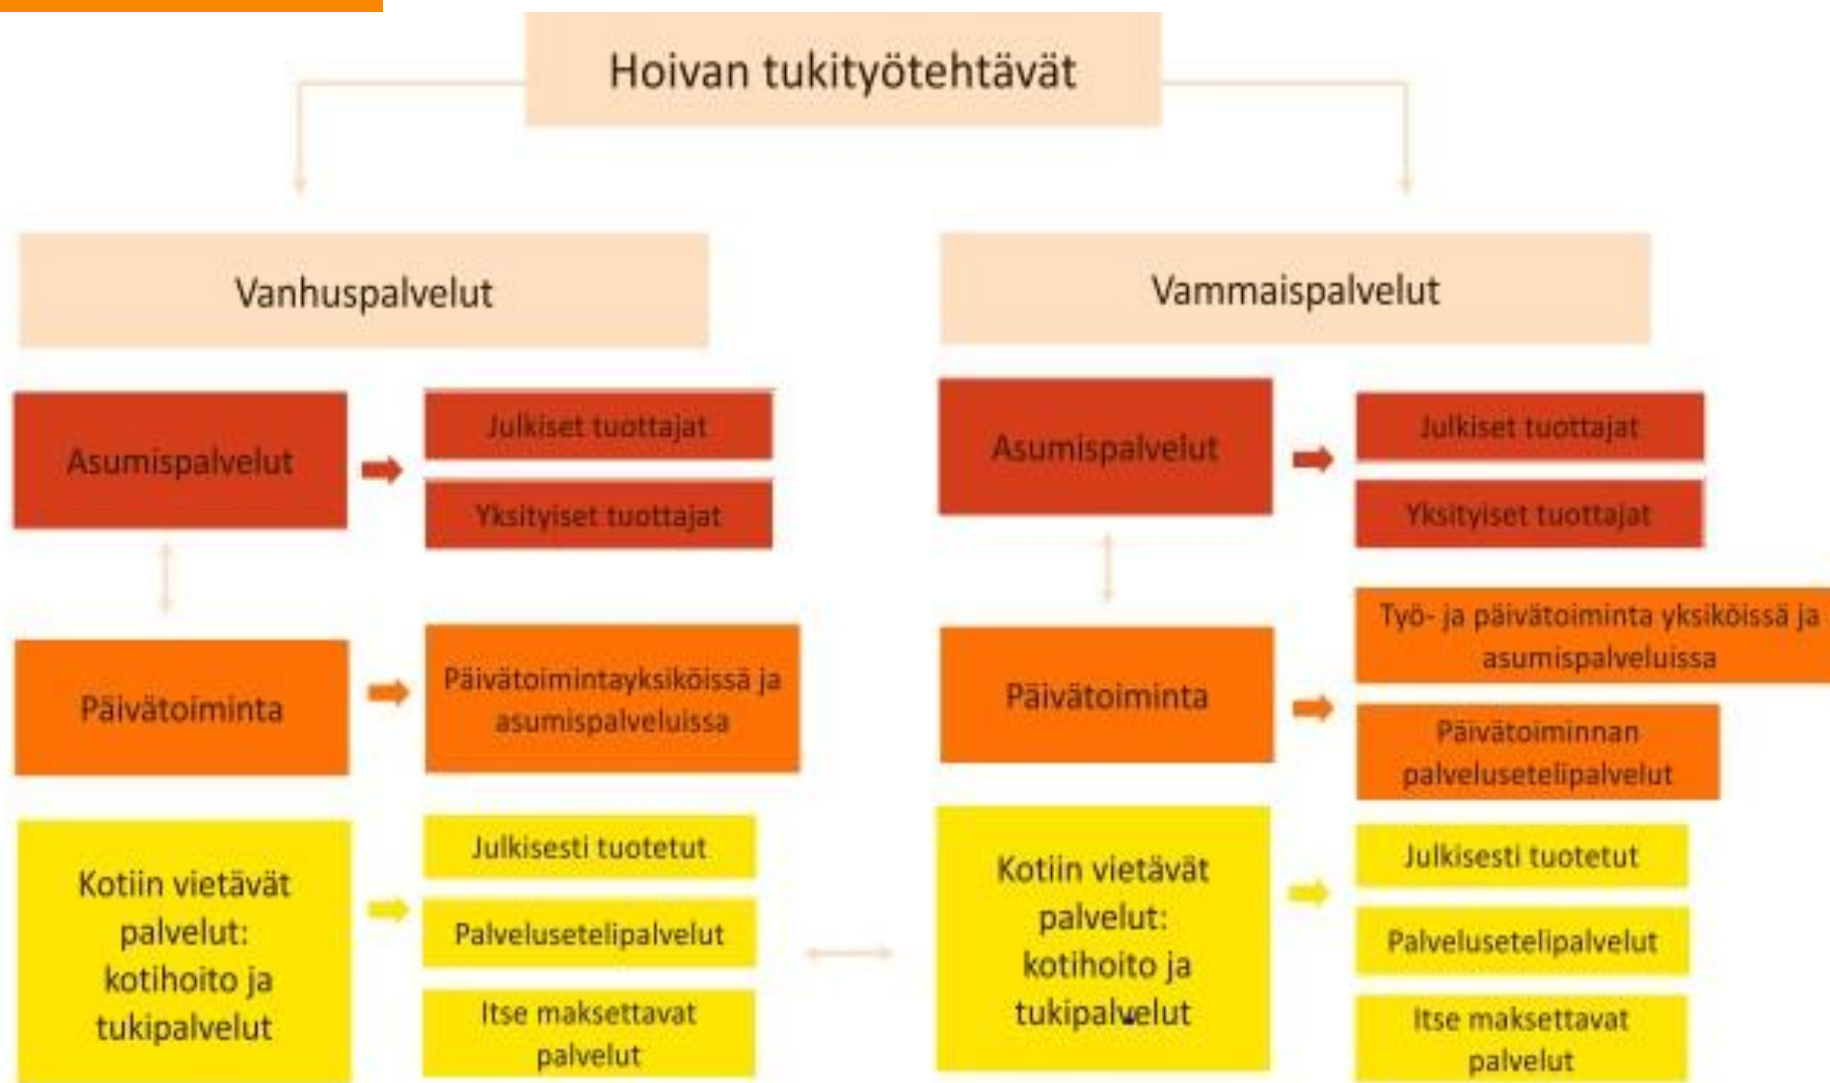 Hoivan tukityötehtävät
Vanhuspalvelut
Asumispalvelut
Julkiset tuottajat
Yksityiset tuottajat
Päivätoiminta
Päivätoimintayksiköissä ja
asumispalveluissa
Kotiin vietävät
palvelut:
kotihoito ja
tukipalvelut
Julkisesti tuotetut
Palvelusetelipalvelut
Itse maksettavat
palvelut
Vammaispalvelut
Asumispalvelut
Julkiset tuottajat
Yksityiset tuottajat
Päivätoiminta
Työ- ja päivätoiminta yksiköissä ja
asumispalveluissa
Päivätoiminnan
palvelusetelipalvelut
Kotiin vietävät
palvelut:
kotihoito ja
tukipalvelut
Julkisesti tuotetut
Palvelusetelipalvelut
Itse maksettavat
palvelut